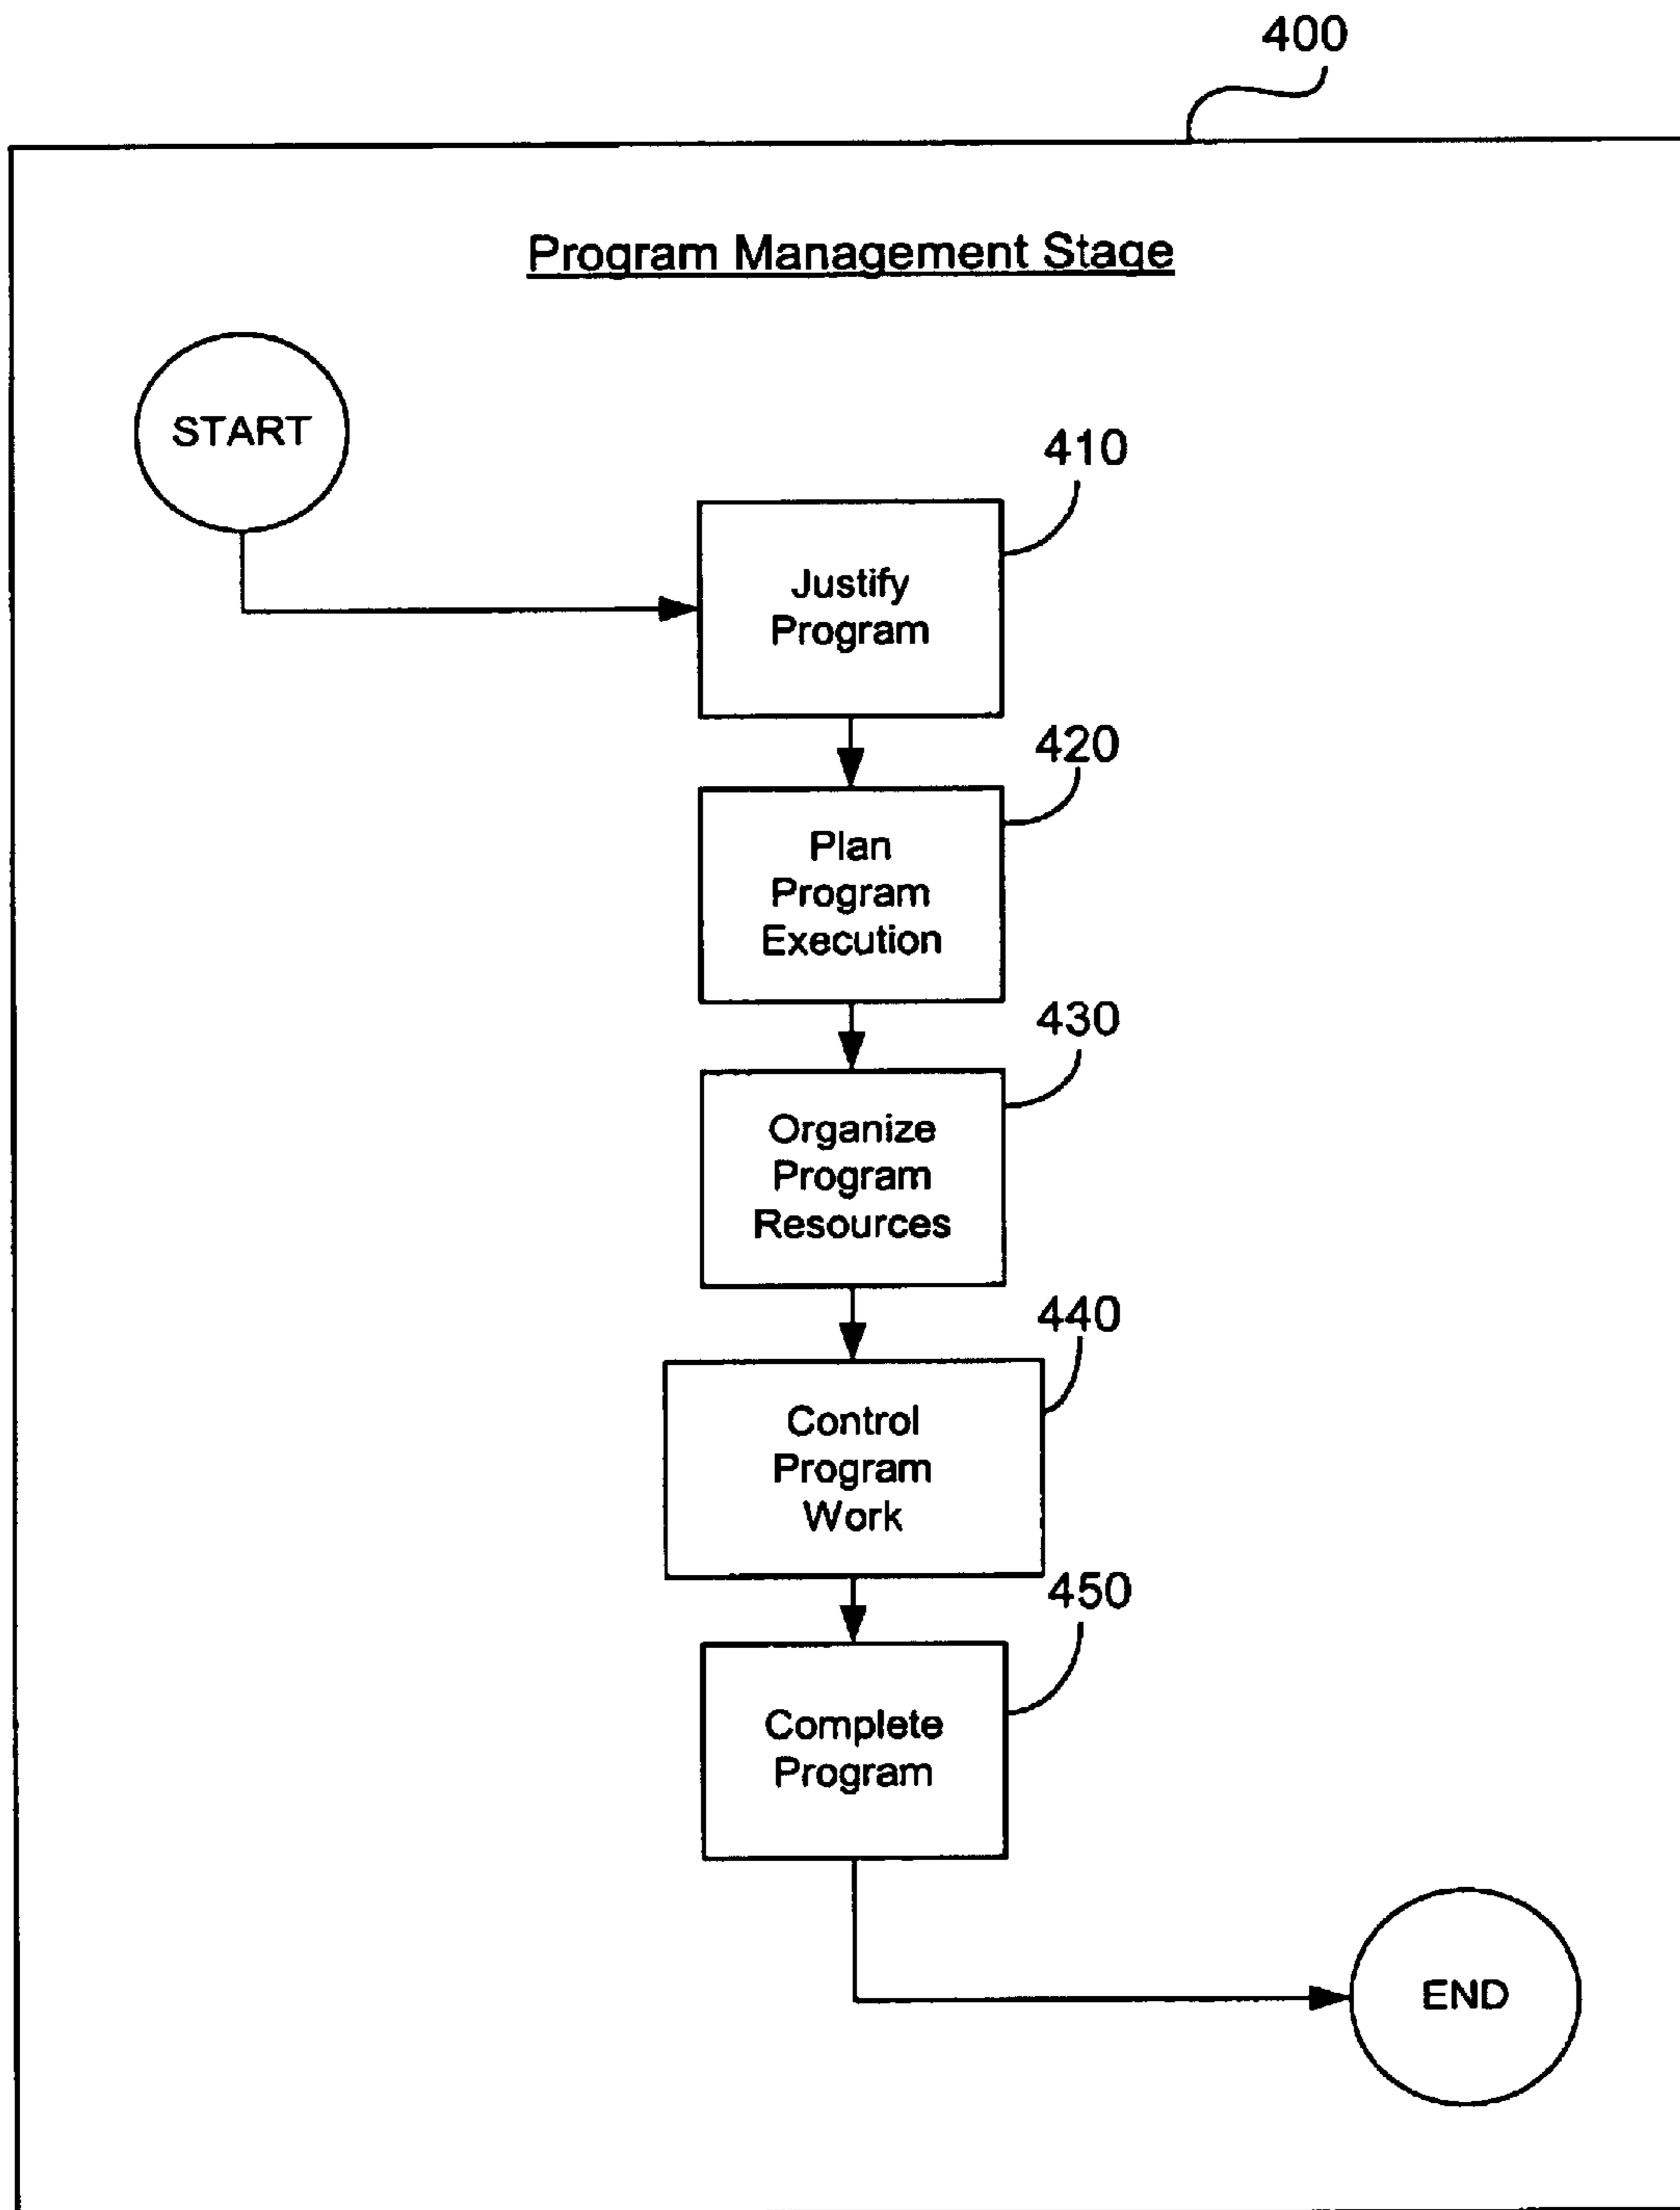 400
Program Management Stage
START
410
Justify
Program
420
Plan
Program
Execution
430
Organize
Program
Resources
440
Control
Program
Work
450
Complete
Program
END